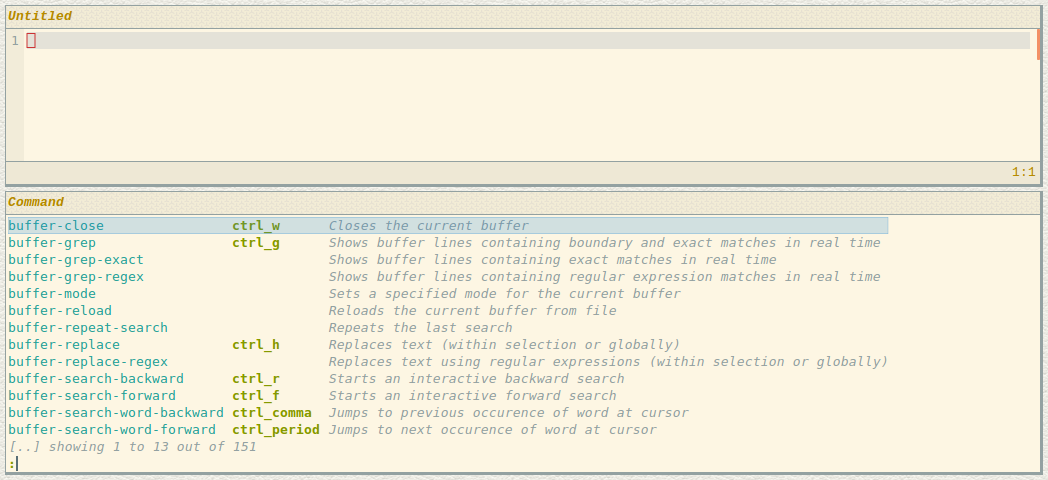 Untitled
1
1:1
Command
buffer-close ctrl_w Closes the current buffer
buffer-grep ctrl_g Shows buffer lines containing boundary and exact matches in real time
buffer-grep-exact Shows buffer lines containing exact matches in real time
buffer-grep-regex Shows buffer lines containing regular expression matches in real time
buffer-mode Sets a specified mode for the current buffer
buffer-reload Reloads the current buffer from file
buffer-repeat-search Repeats the last search
buffer-replace ctrl_h Replaces text (within selection or globally)
buffer-replace-regex Replaces text using regular expressions (within selection or globally)
buffer-search-backward ctrl_r Starts an interactive backward search
buffer-search-forward ctrl_f Starts an interactive forward search
buffer-search-word-backward ctrl_comma Jumps to previous occurence of word at cursor
buffer-search-word-forward ctrl_period Jumps to next occurence of word at cursor
[..] showing 1 to 13 out of 151
: